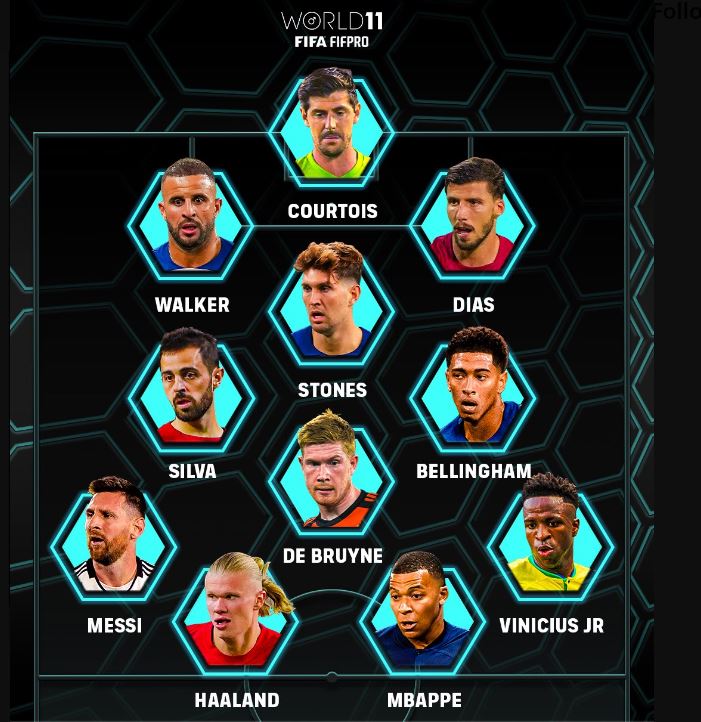 Follo
WORLD11
FIFA FIFPRO
COURTOIS
WALKER
DIAS
STONES
SILVA
BELLINGHAM
DE BRUYNE
MESSI
VINICIUS JR
HAALAND
MBAPPE